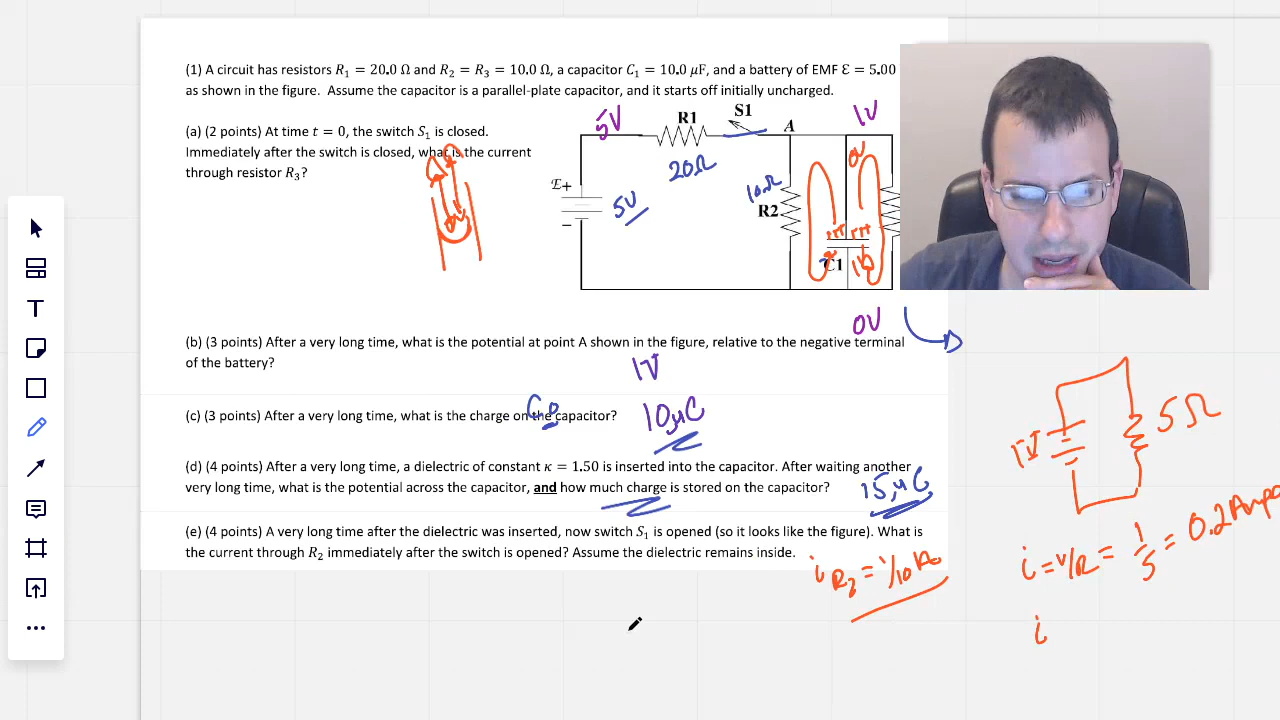 (1) A circuit has resistors R₁ = 20.0 Ω and R₂ = R₃ = 10.0 Ω, a capacitor C₁ = 10.0 μF, and a battery of EMF Ɛ = 5.00
as shown in the figure. Assume the capacitor is a parallel-plate capacitor, and it starts off initially uncharged.
(a) (2 points) At time t = 0, the switch S₁ is closed.
Immediately after the switch is closed, what is the current
through resistor R₃?
5V
R1
S1
A
1V
20Ω
0V
ℰ+
−
5V
10Ω
R2
C1
0V
(b) (3 points) After a very long time, what is the potential at point A shown in the figure, relative to the negative terminal
of the battery?
1V
(c) (3 points) After a very long time, what is the charge on the capacitor?
10μC
(d) (4 points) After a very long time, a dielectric of constant κ = 1.50 is inserted into the capacitor. After waiting another
very long time, what is the potential across the capacitor, and how much charge is stored on the capacitor?
15μC
(e) (4 points) A very long time after the dielectric was inserted, now switch S₁ is opened (so it looks like the figure). What is
the current through R₂ immediately after the switch is opened? Assume the dielectric remains inside.
i R₂ = 1/10 A
1V
5Ω
i = V/R = 1/5 = 0.2 Amps
i
T